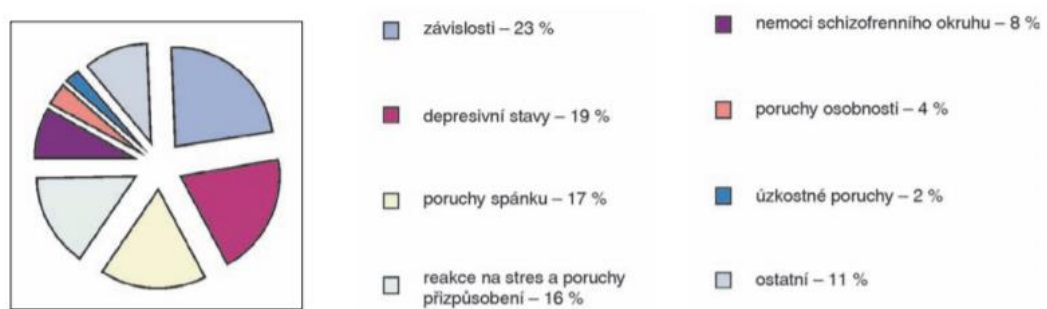 závislosti – 23 %
depresivní stavy – 19 %
poruchy spánku – 17 %
reakce na stres a poruchy
přizpůsobení – 16 %
nemoci schizofrenního okruhu – 8 %
poruchy osobnosti – 4 %
úzkostné poruchy – 2 %
ostatní – 11 %